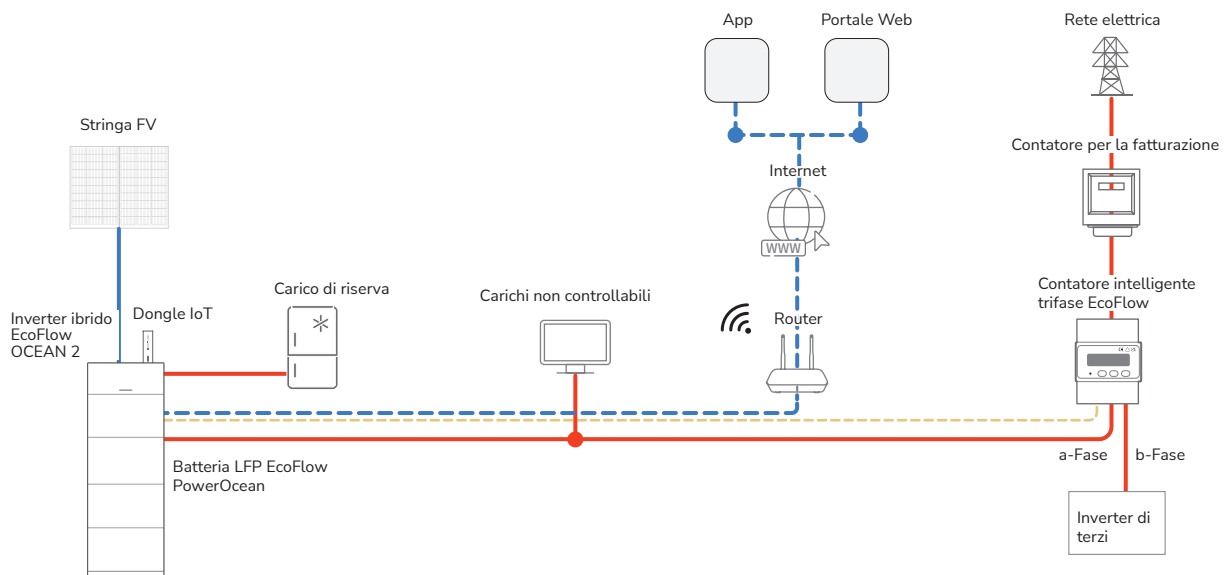 App
Portale Web
Rete elettrica
Stringa FV
Contatore per la fatturazione
Internet
WWW
Contatore intelligente
trifase EcoFlow
Carico di riserva
Carichi non controllabili
Inverter ibrido
EcoFlow
OCEAN 2
Dongle IoT
Router
a-Fase
b-Fase
Batteria LFP EcoFlow
PowerOcean
Inverter di
terzi